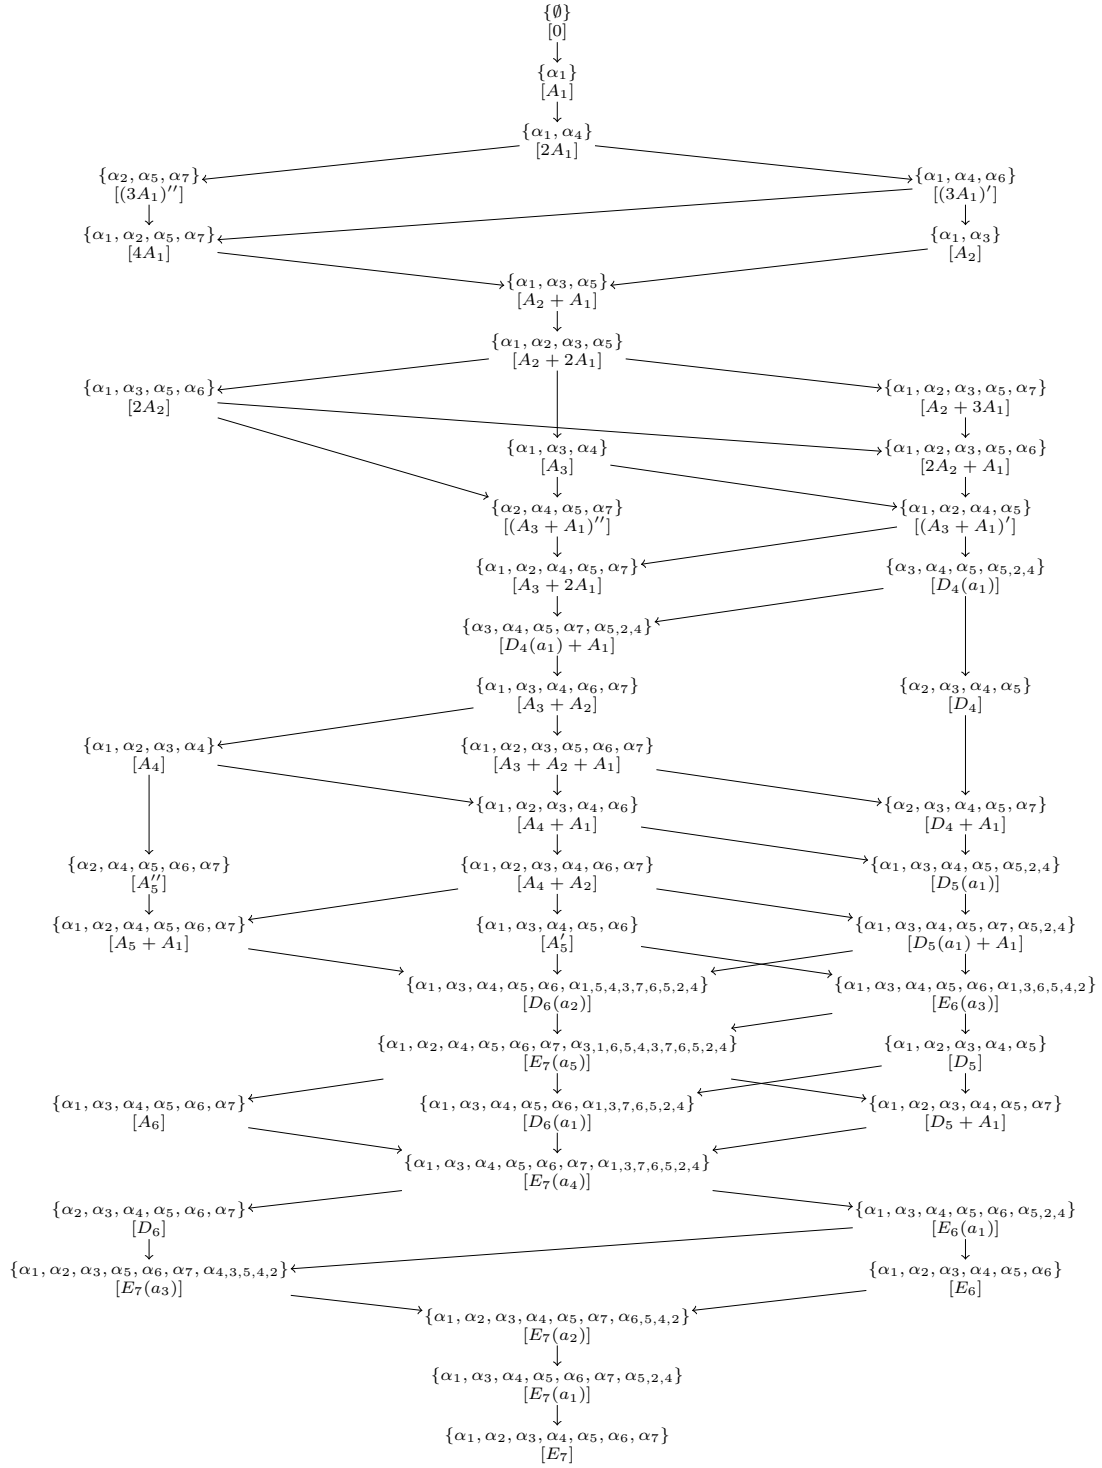 {∅}
[0]
{α₁}
[A₁]
{α₁, α₄}
[2A₁]
{α₂, α₅, α₇}
[(3A₁)′′]
{α₁, α₄, α₆}
[(3A₁)′]
{α₁, α₂, α₅, α₇}
[4A₁]
{α₁, α₃}
[A₂]
{α₁, α₃, α₅}
[A₂ + A₁]
{α₁, α₂, α₃, α₅}
[A₂ + 2A₁]
{α₁, α₃, α₅, α₆}
[2A₂]
{α₁, α₂, α₃, α₅, α₇}
[A₂ + 3A₁]
{α₁, α₃, α₄}
[A₃]
{α₁, α₂, α₃, α₅, α₆}
[2A₂ + A₁]
{α₂, α₄, α₅, α₇}
[(A₃ + A₁)′′]
{α₁, α₂, α₄, α₅}
[(A₃ + A₁)′]
{α₁, α₂, α₄, α₅, α₇}
[A₃ + 2A₁]
{α₃, α₄, α₅, α₅,₂,₄}
[D₄(a₁)]
{α₃, α₄, α₅, α₇, α₅,₂,₄}
[D₄(a₁) + A₁]
{α₁, α₃, α₄, α₆, α₇}
[A₃ + A₂]
{α₂, α₃, α₄, α₅}
[D₄]
{α₁, α₂, α₃, α₄}
[A₄]
{α₁, α₂, α₃, α₅, α₆, α₇}
[A₃ + A₂ + A₁]
{α₁, α₂, α₃, α₄, α₆}
[A₄ + A₁]
{α₂, α₃, α₄, α₅, α₇}
[D₄ + A₁]
{α₂, α₄, α₅, α₆, α₇}
[A₅′′]
{α₁, α₂, α₃, α₄, α₆, α₇}
[A₄ + A₂]
{α₁, α₃, α₄, α₅, α₅,₂,₄}
[D₅(a₁)]
{α₁, α₂, α₄, α₅, α₆, α₇}
[A₅ + A₁]
{α₁, α₃, α₄, α₅, α₆}
[A₅′]
{α₁, α₃, α₄, α₅, α₇, α₅,₂,₄}
[D₅(a₁) + A₁]
{α₁, α₃, α₄, α₅, α₆, α₁,₅,₄,₃,₇,₆,₅,₂,₄}
[D₆(a₂)]
{α₁, α₃, α₄, α₅, α₆, α₁,₃,₆,₅,₄,₂}
[E₆(a₃)]
{α₁, α₂, α₄, α₅, α₆, α₇, α₃,₁,₆,₅,₄,₃,₇,₆,₅,₂,₄}
[E₇(a₅)]
{α₁, α₂, α₃, α₄, α₅}
[D₅]
{α₁, α₃, α₄, α₅, α₆, α₇}
[A₆]
{α₁, α₃, α₄, α₅, α₆, α₁,₃,₇,₆,₅,₂,₄}
[D₆(a₁)]
{α₁, α₂, α₃, α₄, α₅, α₇}
[D₅ + A₁]
{α₁, α₃, α₄, α₅, α₆, α₇, α₁,₃,₇,₆,₅,₂,₄}
[E₇(a₄)]
{α₂, α₃, α₄, α₅, α₆, α₇}
[D₆]
{α₁, α₃, α₄, α₅, α₆, α₅,₂,₄}
[E₆(a₁)]
{α₁, α₂, α₃, α₅, α₆, α₇, α₄,₃,₅,₄,₂}
[E₇(a₃)]
{α₁, α₂, α₃, α₄, α₅, α₆}
[E₆]
{α₁, α₂, α₃, α₄, α₅, α₇, α₆,₅,₄,₂}
[E₇(a₂)]
{α₁, α₃, α₄, α₅, α₆, α₇, α₅,₂,₄}
[E₇(a₁)]
{α₁, α₂, α₃, α₄, α₅, α₆, α₇}
[E₇]